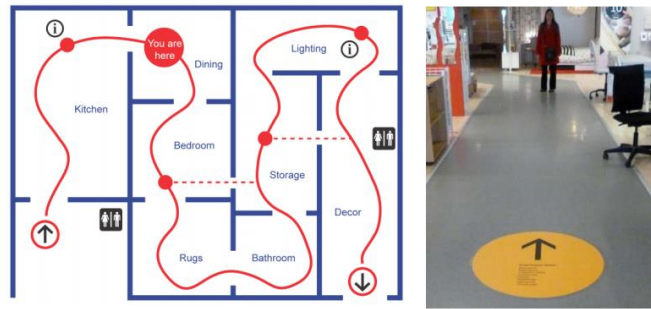 You are
here
Dining
Lighting
Kitchen
Bedroom
Storage
Decor
Rugs
Bathroom